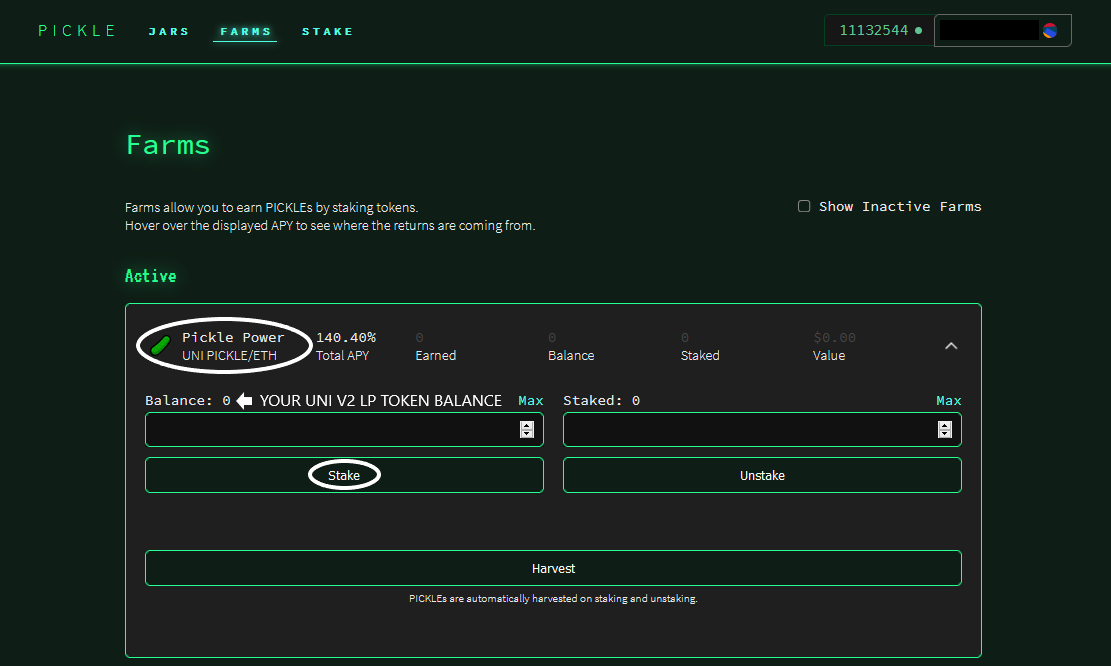 PICKLE JARS FARMS STAKE 11132544
Farms
Farms allow you to earn PICKLEs by staking tokens.
Hover over the displayed APY to see where the returns are coming from.
Show Inactive Farms
Active
Pickle Power 140.40% 0 0 0 $0.00
UNI PICKLE/ETH Total APY Earned Balance Staked Value
Balance: 0 YOUR UNI V2 LP TOKEN BALANCE Max Staked: 0 Max
Stake Unstake
Harvest
PICKLEs are automatically harvested on staking and unstaking.